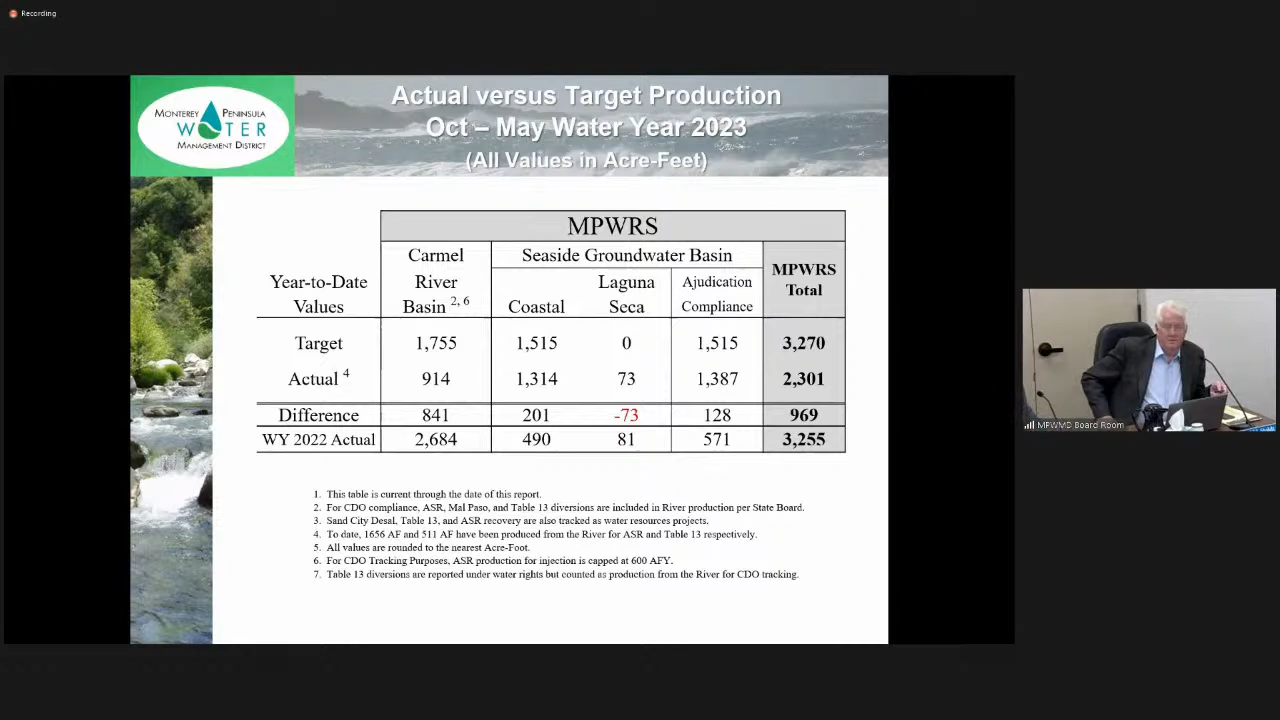 Recording
MONTEREY PENINSULA
WATER
MANAGEMENT DISTRICT
Actual versus Target Production
Oct – May Water Year 2023
(All Values in Acre-Feet)
MPWRS
Year-to-Date Values
Carmel River Basin 2, 6
Seaside Groundwater Basin
Coastal
Laguna Seca
Ajudication Compliance
MPWRS Total
Target 1,755 1,515 0 1,515 3,270
Actual 4 914 1,314 73 1,387 2,301
Difference 841 201 -73 128 969
WY 2022 Actual 2,684 490 81 571 3,255
1. This table is current through the date of this report.
2. For CDO compliance, ASR, Mal Paso, and Table 13 diversions are included in River production per State Board.
3. Sand City Desal, Table 13, and ASR recovery are also tracked as water resources projects.
4. To date, 1656 AF and 511 AF have been produced from the River for ASR and Table 13 respectively.
5. All values are rounded to the nearest Acre-Foot.
6. For CDO Tracking Purposes, ASR production for injection is capped at 600 AFY.
7. Table 13 diversions are reported under water rights but counted as production from the River for CDO tracking.
MPWMD Board Room